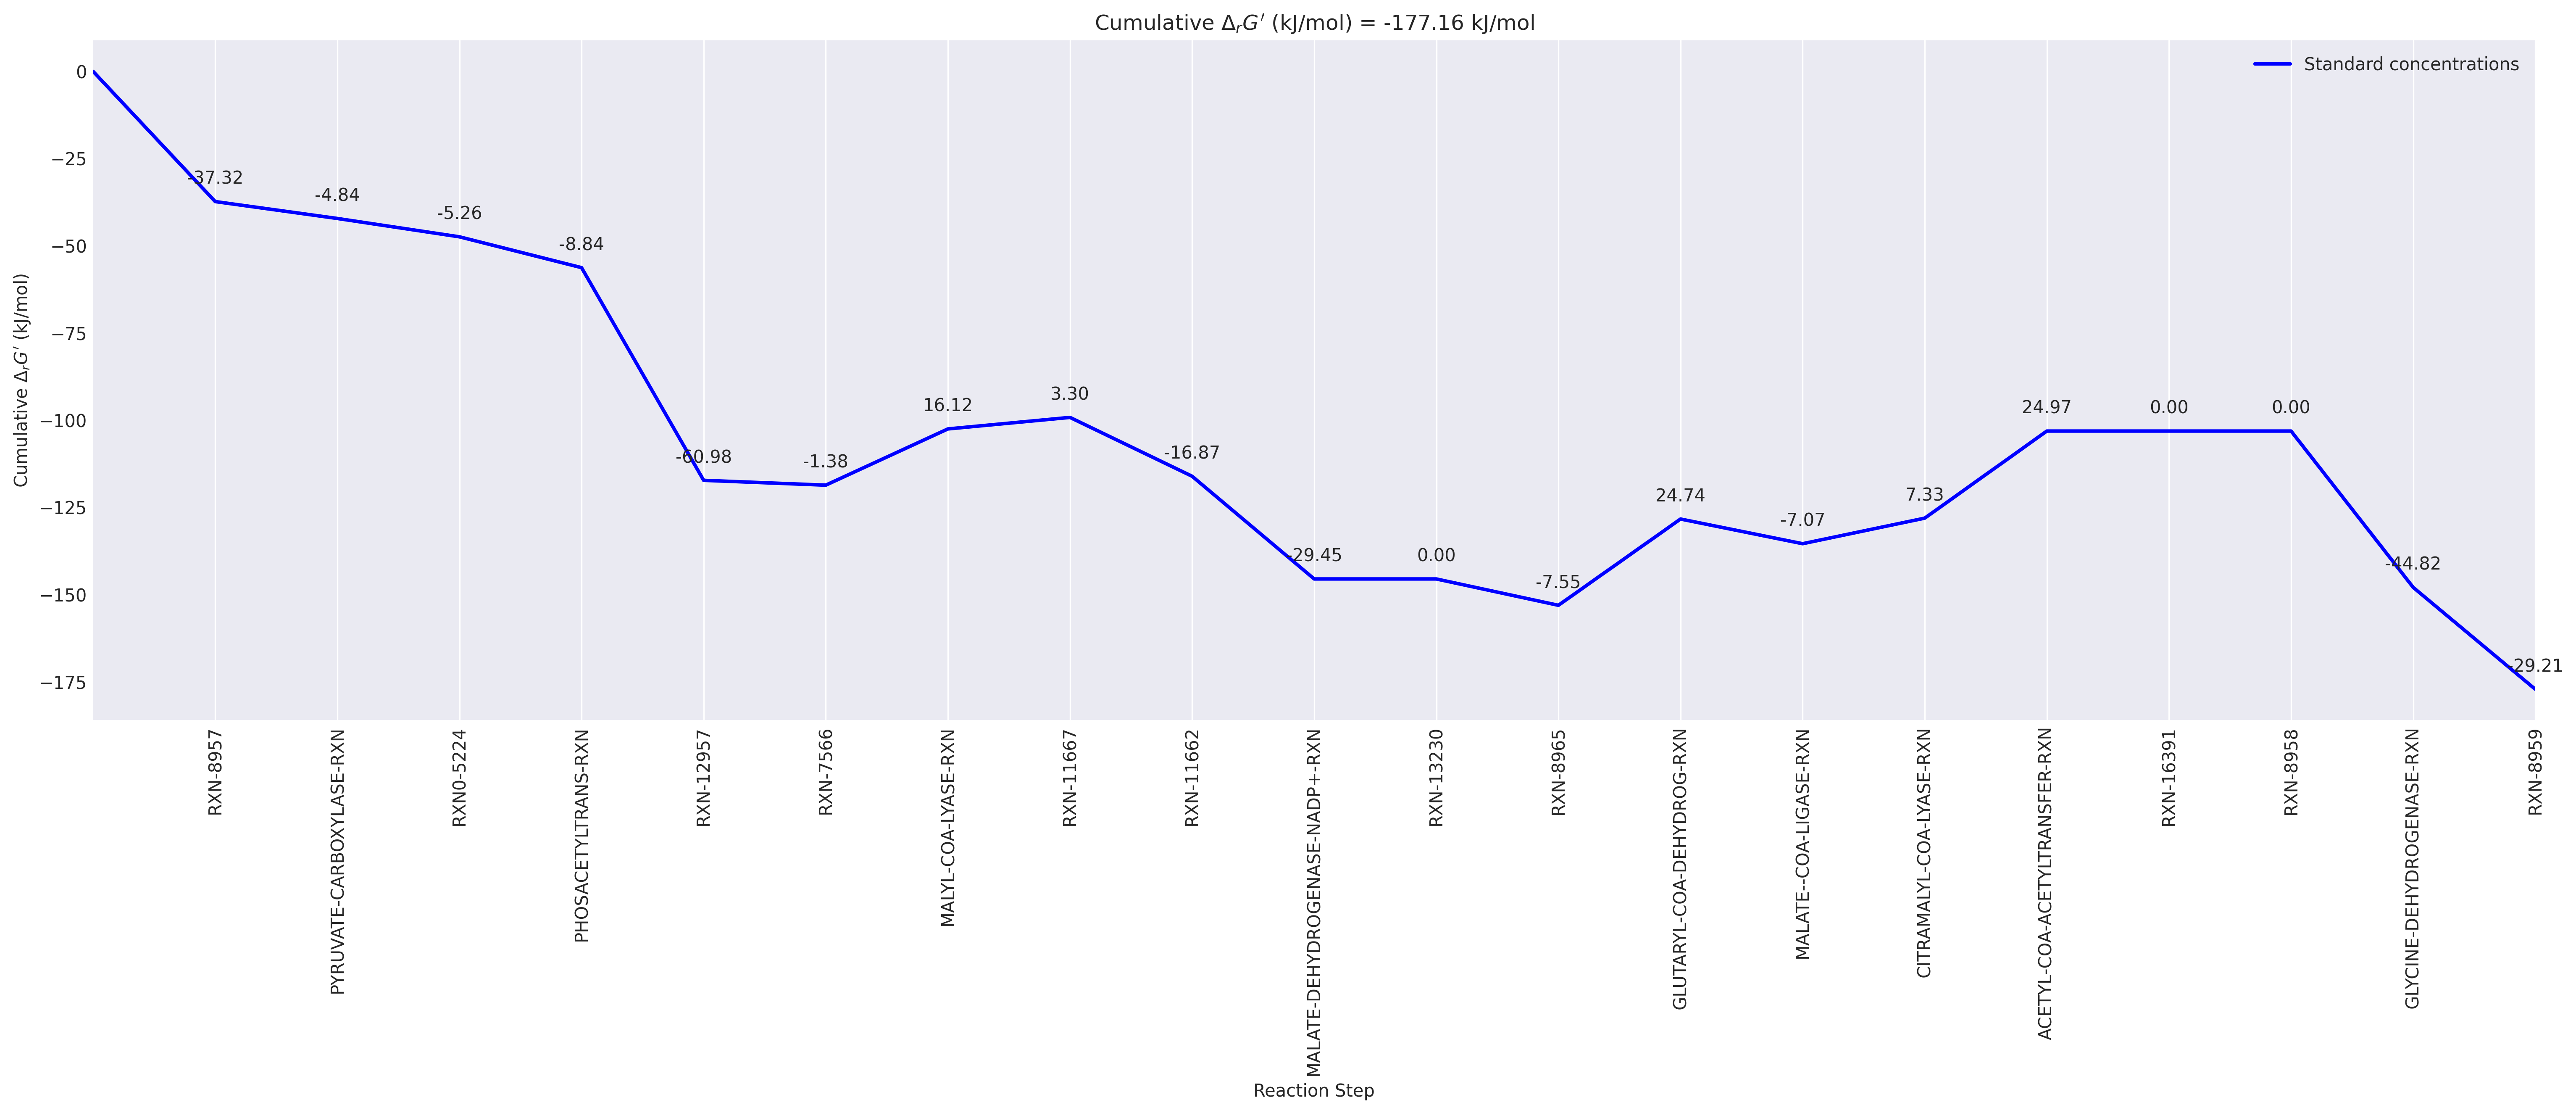 Cumulative ΔrG′ (kJ/mol) = -177.16 kJ/mol
Standard concentrations
Cumulative ΔrG′ (kJ/mol)
0
−25
−50
−75
−100
−125
−150
−175
-37.32
-4.84
-5.26
-8.84
-60.98
-1.38
16.12
3.30
-16.87
-29.45
0.00
-7.55
24.74
-7.07
7.33
24.97
0.00
0.00
-44.82
-29.21
RXN-8957
PYRUVATE-CARBOXYLASE-RXN
RXN0-5224
PHOSACETYLTRANS-RXN
RXN-12957
RXN-7566
MALYL-COA-LYASE-RXN
RXN-11667
RXN-11662
MALATE-DEHYDROGENASE-NADP+-RXN
RXN-13230
RXN-8965
GLUTARYL-COA-DEHYDROG-RXN
MALATE--COA-LIGASE-RXN
CITRAMALYL-COA-LYASE-RXN
ACETYL-COA-ACETYLTRANSFER-RXN
RXN-16391
RXN-8958
GLYCINE-DEHYDROGENASE-RXN
RXN-8959
Reaction Step